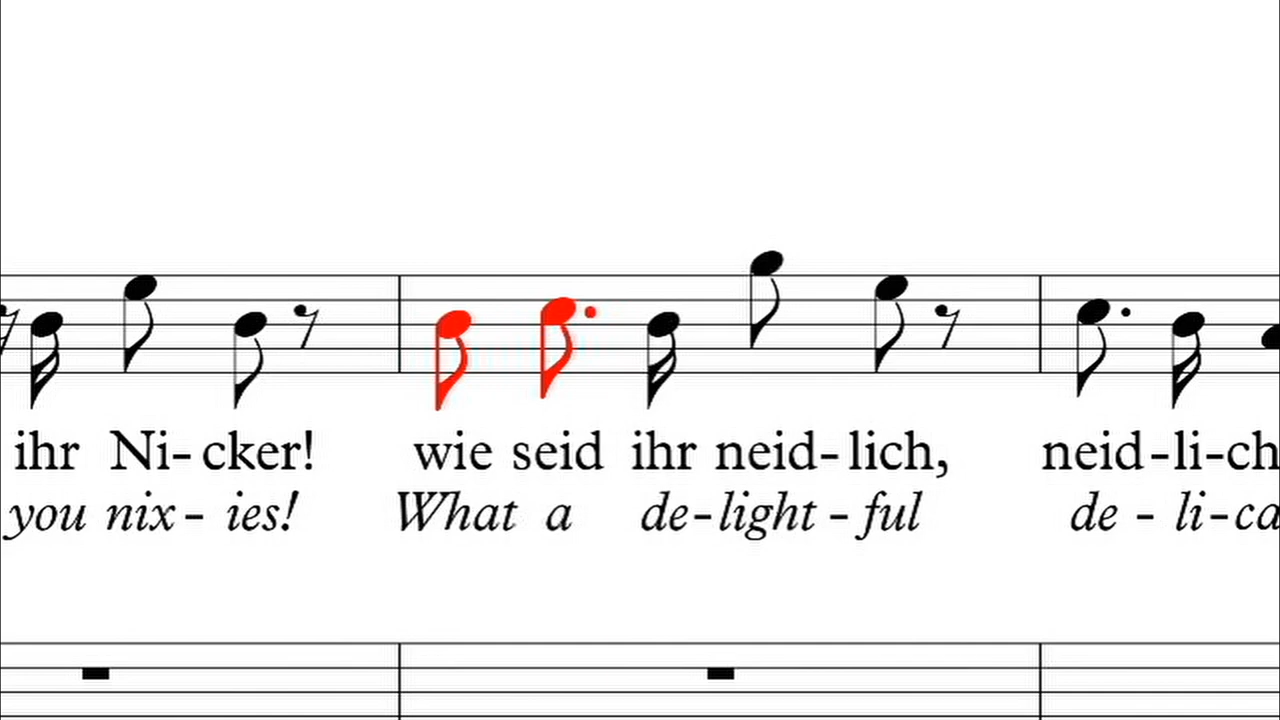 ihr Ni- cker! wie seid ihr neid-lich, neid-li-ch
you nix- ies! What a de-light-ful de - li-ca